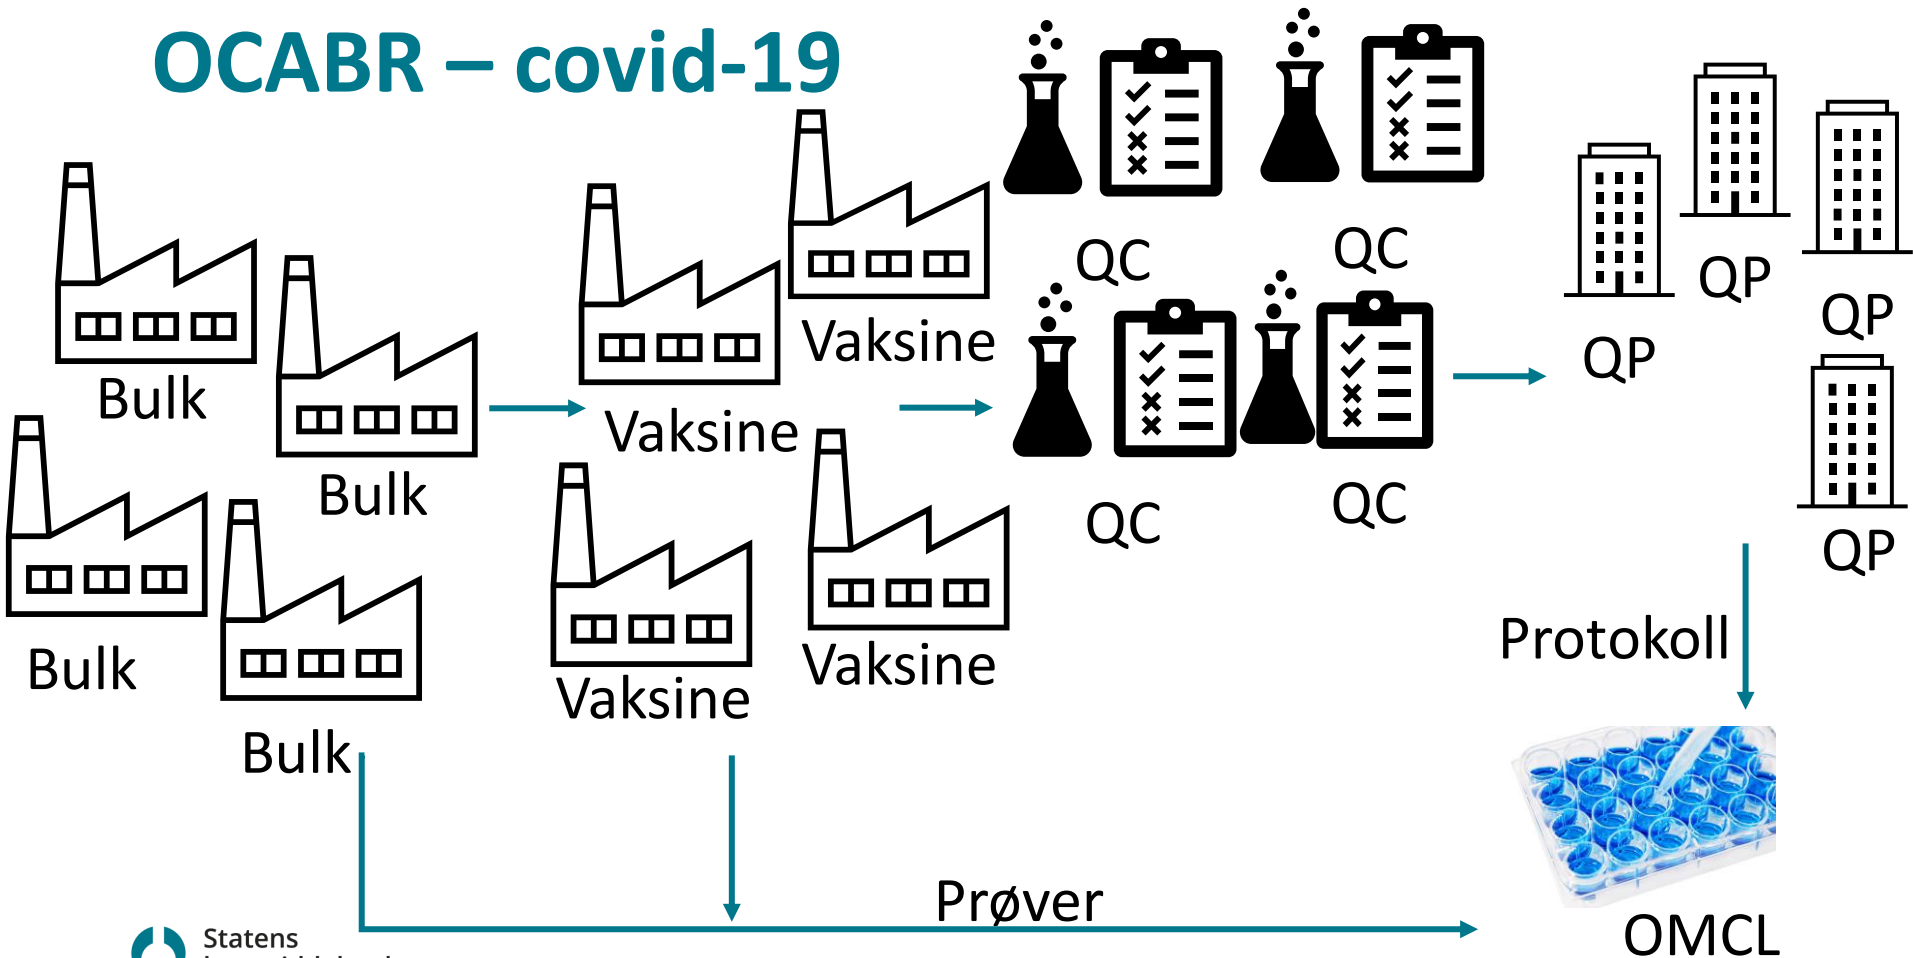 OCABR – covid-19
Bulk
Bulk
Bulk
Bulk
Vaksine
Vaksine
Vaksine
Vaksine
QC
QC
QC
QC
QP
QP
QP
QP
Protokoll
Prøver
OMCL
Statens